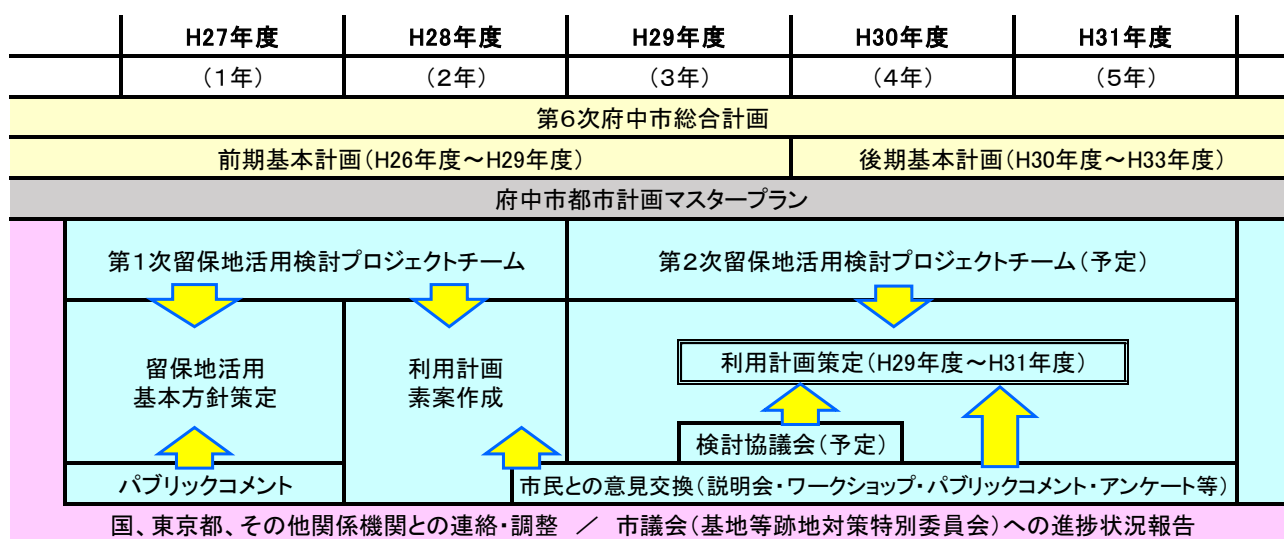 H27年度 H28年度 H29年度 H30年度 H31年度
（1年） （2年） （3年） （4年） （5年）
第6次府中市総合計画
前期基本計画（H26年度～H29年度） 後期基本計画（H30年度～H33年度）
府中市都市計画マスタープラン
第1次留保地活用検討プロジェクトチーム 第2次留保地活用検討プロジェクトチーム（予定）
留保地活用
基本方針策定
利用計画
素案作成
利用計画策定（H29年度～H31年度）
検討協議会（予定）
パブリックコメント 市民との意見交換（説明会・ワークショップ・パブリックコメント・アンケート等）
国、東京都、その他関係機関との連絡・調整 ／ 市議会（基地等跡地対策特別委員会）への進捗状況報告